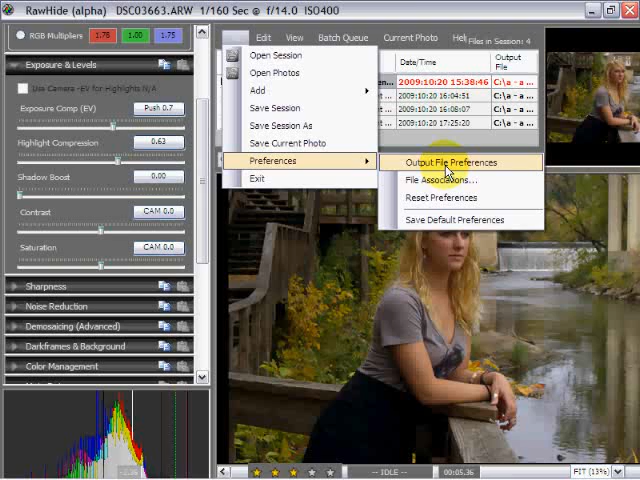 RawHide (alpha) DSC03663.ARW 1/160 Sec @ f/14.0 ISO400
RGB Multipliers 1.75 1.00 1.75
Edit View Batch Queue Current Photo Help Files in Session: 4
Exposure & Levels
Use Camera -EV for Highlights N/A
Exposure Comp (EV) Push 0.7
Highlight Compression 0.63
Shadow Boost 0.00
Contrast CAM 0.0
Saturation CAM 0.0
Sharpness
Noise Reduction
Demosaicing (Advanced)
Darkframes & Background
Color Management
Open Session
Open Photos
Add
Save Session
Save Session As
Save Current Photo
Preferences
Exit
Output File Preferences
File Associations...
Reset Preferences
Save Default Preferences
Date/Time Output File
2009:10:20 15:38:46 C:\a - a ...
2009:10:20 16:04:51 C:\a - a ...
2009:10:20 16:08:07 C:\a - a ...
2009:10:20 17:25:20 C:\a - a ...
-- IDLE -- 00:05.36 FIT (13%)